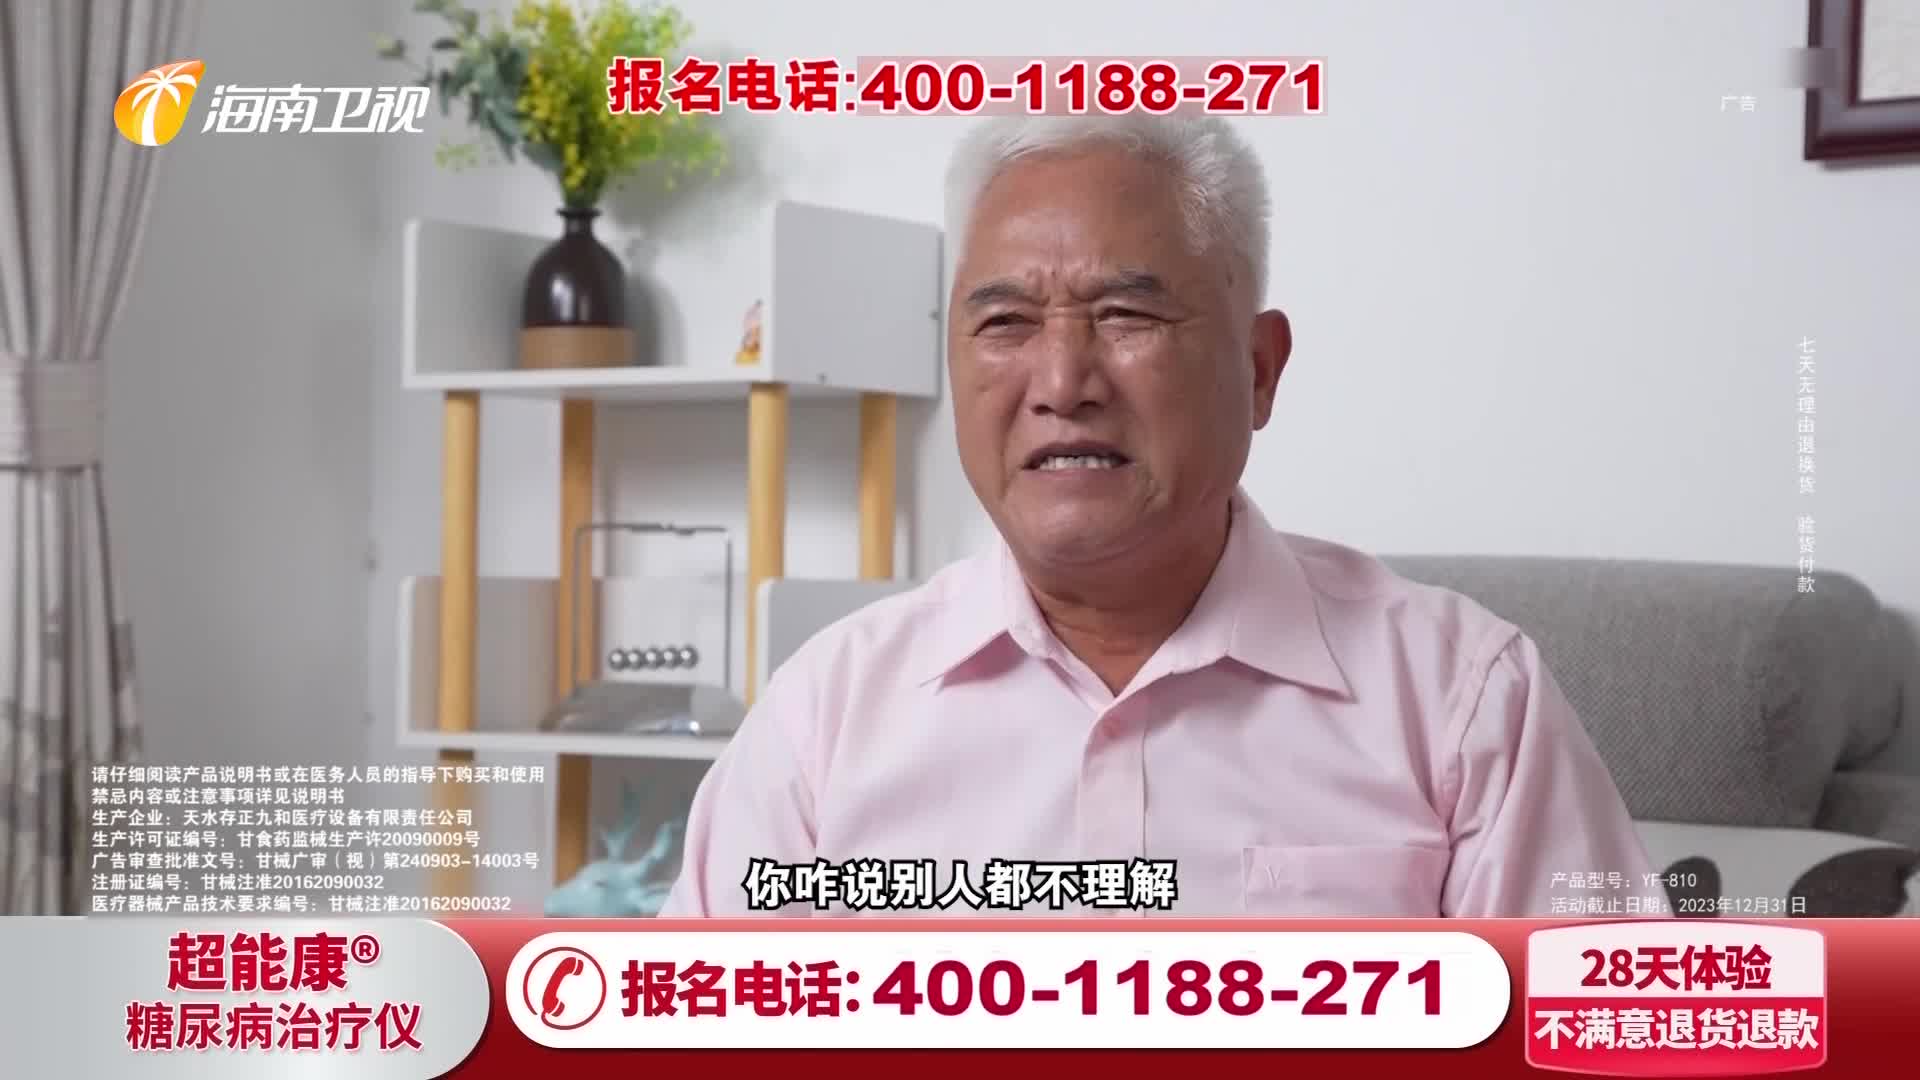 海南卫视
报名电话:400-1188-271
广告
七天无理由退换货 验货付款
请仔细阅读产品说明书或在医务人员的指导下购买和使用
禁忌内容或注意事项详见说明书
生产企业：天水存正九和医疗设备有限责任公司
生产许可证编号：甘食药监械生产许20090009号
广告审查批准文号：甘械广审（视）第240903-14003号
注册证编号：甘械注准20162090032
医疗器械产品技术要求编号：甘械注准20162090032
你咋说别人都不理解
产品型号：YF-810
活动截止日期：2023年12月31日
超能康®
糖尿病治疗仪
报名电话:400-1188-271
28天体验
不满意退货退款